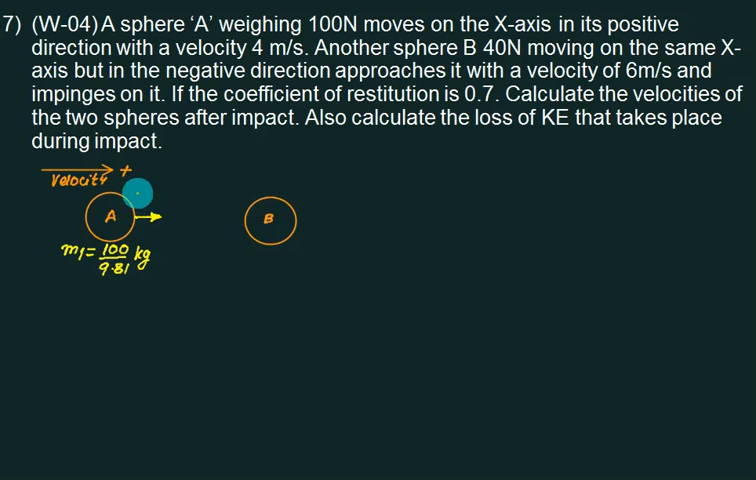 7) (W-04) A sphere ‘A’ weighing 100N moves on the X-axis in its positive
direction with a velocity 4 m/s. Another sphere B 40N moving on the same X-
axis but in the negative direction approaches it with a velocity of 6m/s and
impinges on it. If the coefficient of restitution is 0.7. Calculate the velocities of
the two spheres after impact. Also calculate the loss of KE that takes place
during impact.
+
Velocity
A
B
m1 = 100/9.81 kg